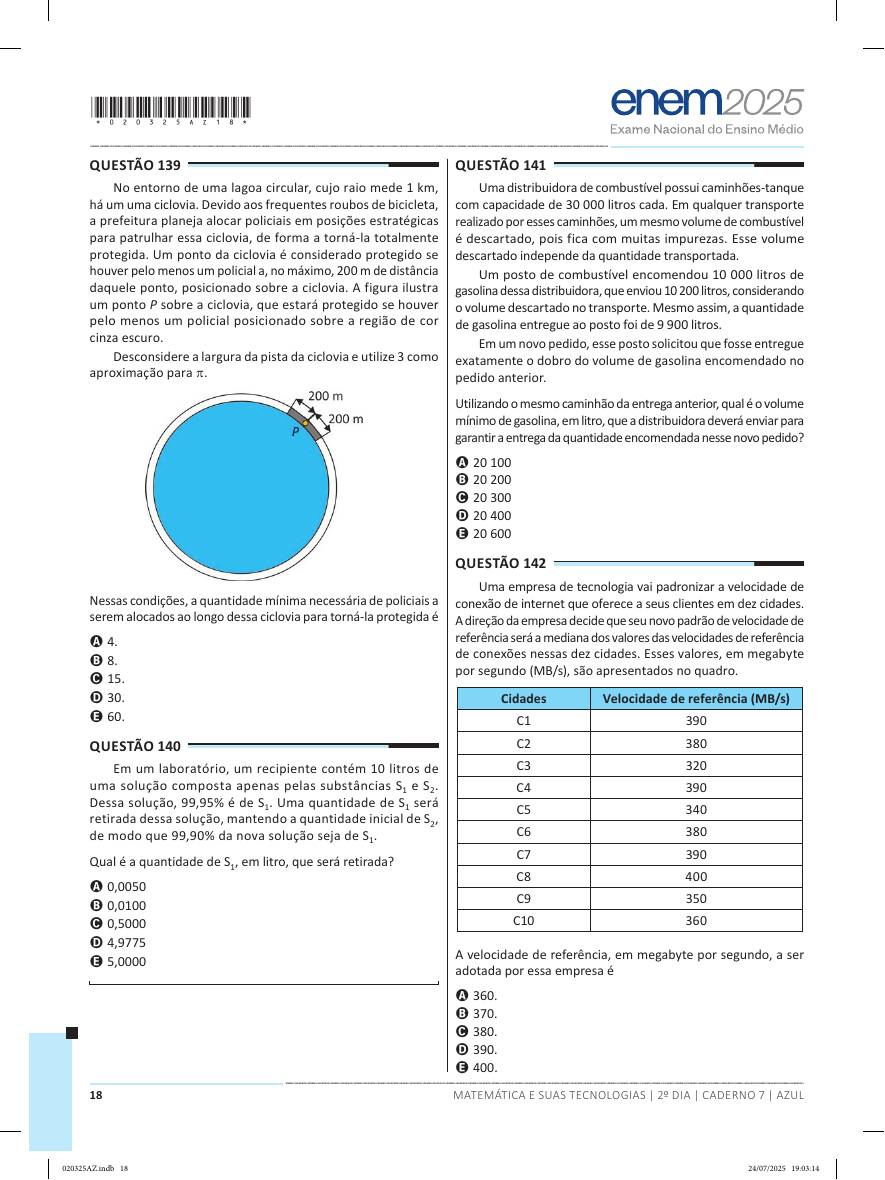 *020325AZ18*
enem2025
Exame Nacional do Ensino Médio
QUESTÃO 139
No entorno de uma lagoa circular, cujo raio mede 1 km,
há um uma ciclovia. Devido aos frequentes roubos de bicicleta,
a prefeitura planeja alocar policiais em posições estratégicas
para patrulhar essa ciclovia, de forma a torná-la totalmente
protegida. Um ponto da ciclovia é considerado protegido se
houver pelo menos um policial a, no máximo, 200 m de distância
daquele ponto, posicionado sobre a ciclovia. A figura ilustra
um ponto P sobre a ciclovia, que estará protegido se houver
pelo menos um policial posicionado sobre a região de cor
cinza escuro.
Desconsidere a largura da pista da ciclovia e utilize 3 como
aproximação para π.
200 m
200 m
P
Nessas condições, a quantidade mínima necessária de policiais a
serem alocados ao longo dessa ciclovia para torná-la protegida é
A 4.
B 8.
C 15.
D 30.
E 60.
QUESTÃO 140
Em um laboratório, um recipiente contém 10 litros de
uma solução composta apenas pelas substâncias S₁ e S₂.
Dessa solução, 99,95% é de S₁. Uma quantidade de S₁ será
retirada dessa solução, mantendo a quantidade inicial de S₂,
de modo que 99,90% da nova solução seja de S₁.
Qual é a quantidade de S₁, em litro, que será retirada?
A 0,0050
B 0,0100
C 0,5000
D 4,9775
E 5,0000
QUESTÃO 141
Uma distribuidora de combustível possui caminhões-tanque
com capacidade de 30 000 litros cada. Em qualquer transporte
realizado por esses caminhões, um mesmo volume de combustível
é descartado, pois fica com muitas impurezas. Esse volume
descartado independe da quantidade transportada.
Um posto de combustível encomendou 10 000 litros de
gasolina dessa distribuidora, que enviou 10 200 litros, considerando
o volume descartado no transporte. Mesmo assim, a quantidade
de gasolina entregue ao posto foi de 9 900 litros.
Em um novo pedido, esse posto solicitou que fosse entregue
exatamente o dobro do volume de gasolina encomendado no
pedido anterior.
Utilizando o mesmo caminhão da entrega anterior, qual é o volume
mínimo de gasolina, em litro, que a distribuidora deverá enviar para
garantir a entrega da quantidade encomendada nesse novo pedido?
A 20 100
B 20 200
C 20 300
D 20 400
E 20 600
QUESTÃO 142
Uma empresa de tecnologia vai padronizar a velocidade de
conexão de internet que oferece a seus clientes em dez cidades.
A direção da empresa decide que seu novo padrão de velocidade de
referência será a mediana dos valores das velocidades de referência
de conexões nessas dez cidades. Esses valores, em megabyte
por segundo (MB/s), são apresentados no quadro.
Cidades Velocidade de referência (MB/s)
C1 390
C2 380
C3 320
C4 390
C5 340
C6 380
C7 390
C8 400
C9 350
C10 360
A velocidade de referência, em megabyte por segundo, a ser
adotada por essa empresa é
A 360.
B 370.
C 380.
D 390.
E 400.
18
MATEMÁTICA E SUAS TECNOLOGIAS | 2º DIA | CADERNO 7 | AZUL
020325AZ.indb 18
24/07/2025 19:03:14